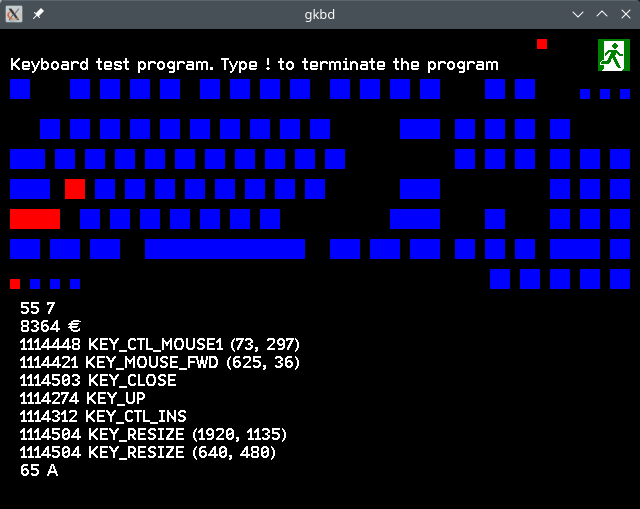 gkbd
Keyboard test program. Type ! to terminate the program
55 7
8364 €
1114448 KEY_CTL_MOUSE1 (73, 297)
1114421 KEY_MOUSE_FWD (625, 36)
1114503 KEY_CLOSE
1114274 KEY_UP
1114312 KEY_CTL_INS
1114504 KEY_RESIZE (1920, 1135)
1114504 KEY_RESIZE (640, 480)
65 A